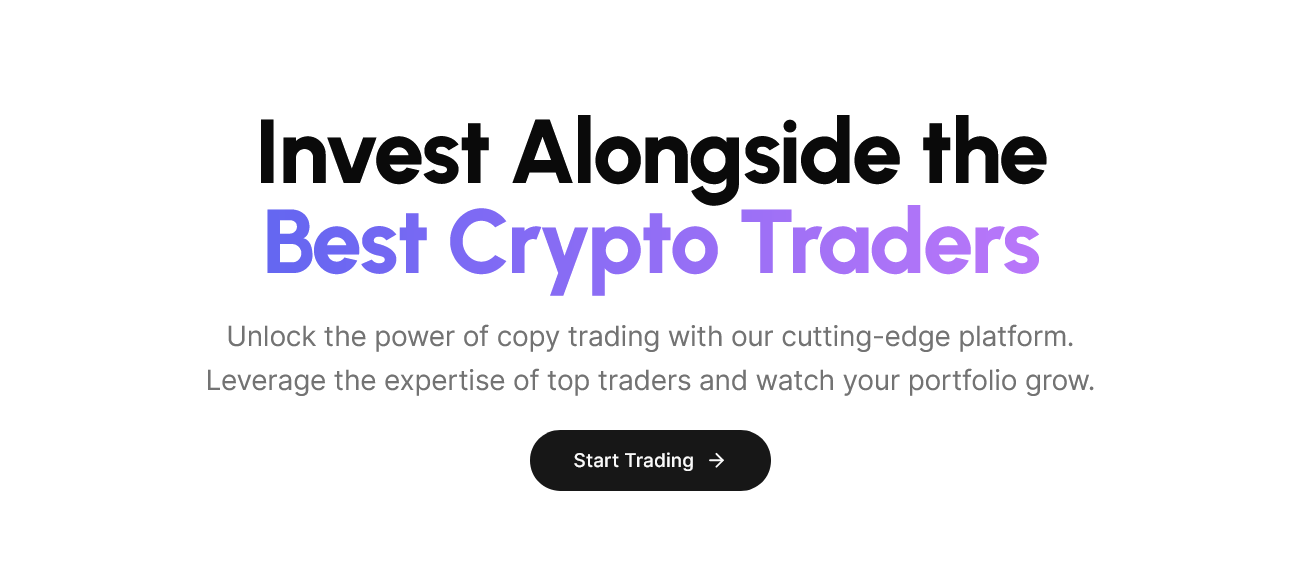 Invest Alongside the
Best Crypto Traders
Unlock the power of copy trading with our cutting-edge platform.
Leverage the expertise of top traders and watch your portfolio grow.
Start Trading →